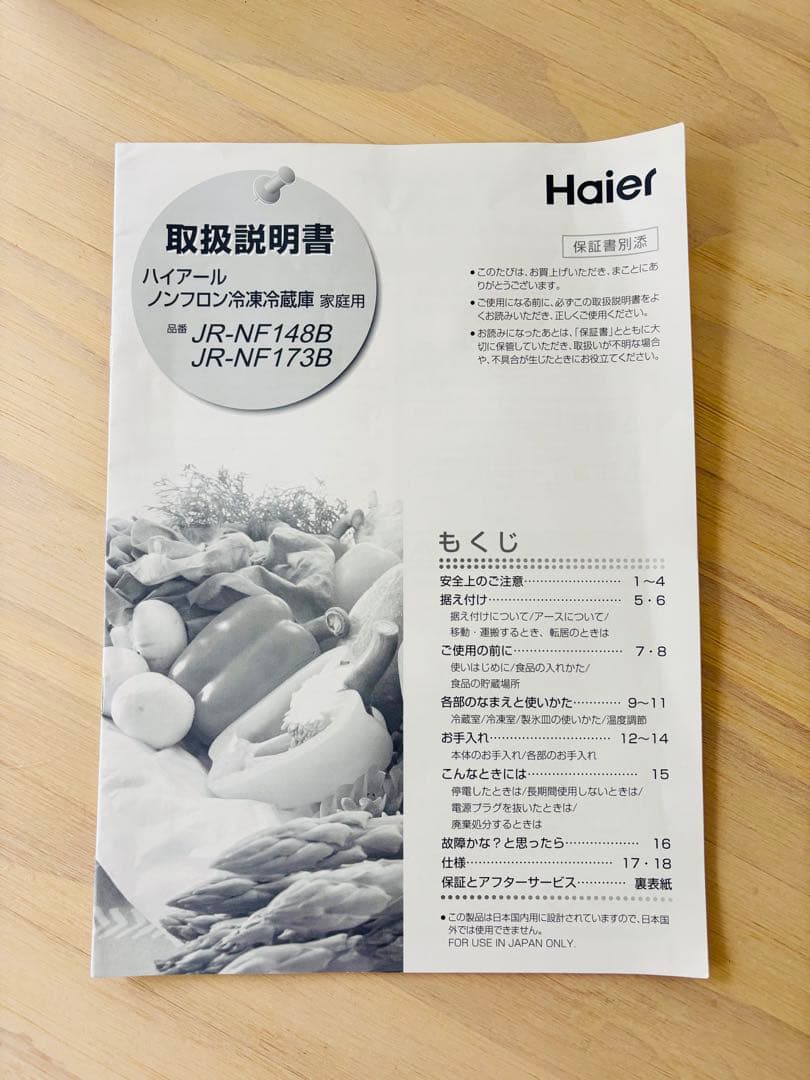 Haier
取扱説明書
ハイアール
ノンフロン冷凍冷蔵庫 家庭用
品番 JR-NF148B
JR-NF173B
保証書別添
●このたびは、お買上げいただき、まことにあ
りがとうございます。
●ご使用になる前に、必ずこの取扱説明書をよ
くお読みいただき、正しくご使用ください。
●お読みになったあとは、「保証書」とともに大
切に保管していただき、取扱いが不明な場合
や、不具合が生じたときにお役立てください。
もくじ
安全上のご注意……………………… 1～4
据え付け……………………………… 5・6
据え付けについて/アースについて/
移動・運搬するとき、転居のときは
ご使用の前に………………………… 7・8
使いはじめに/食品の入れかた/
食品の貯蔵場所
各部のなまえと使いかた………… 9～11
冷蔵室/冷凍室/製氷皿の使いかた/温度調節
お手入れ…………………………… 12～14
本体のお手入れ/各部のお手入れ
こんなときには………………………… 15
停電したときは/長期間使用しないときは/
電源プラグを抜いたときは/
廃棄処分するときは
故障かな？と思ったら………………… 16
仕様………………………………… 17・18
保証とアフターサービス………… 裏表紙
●この製品は日本国内用に設計されていますので、日本国
外では使用できません。
FOR USE IN JAPAN ONLY.